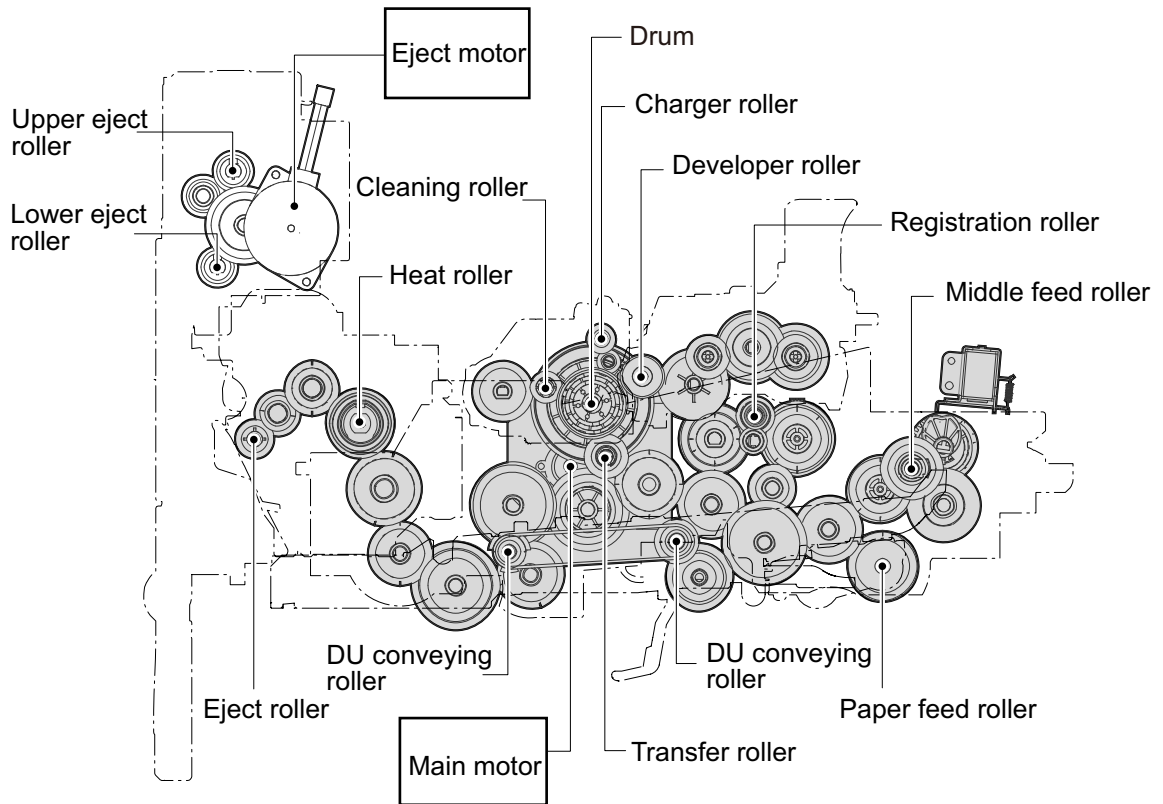 Eject motor
Drum
Charger roller
Upper eject
roller
Developer roller
Cleaning roller
Lower eject
roller
Registration roller
Heat roller
Middle feed roller
DU conveying
roller
DU conveying
roller
Eject roller
Paper feed roller
Main motor
Transfer roller